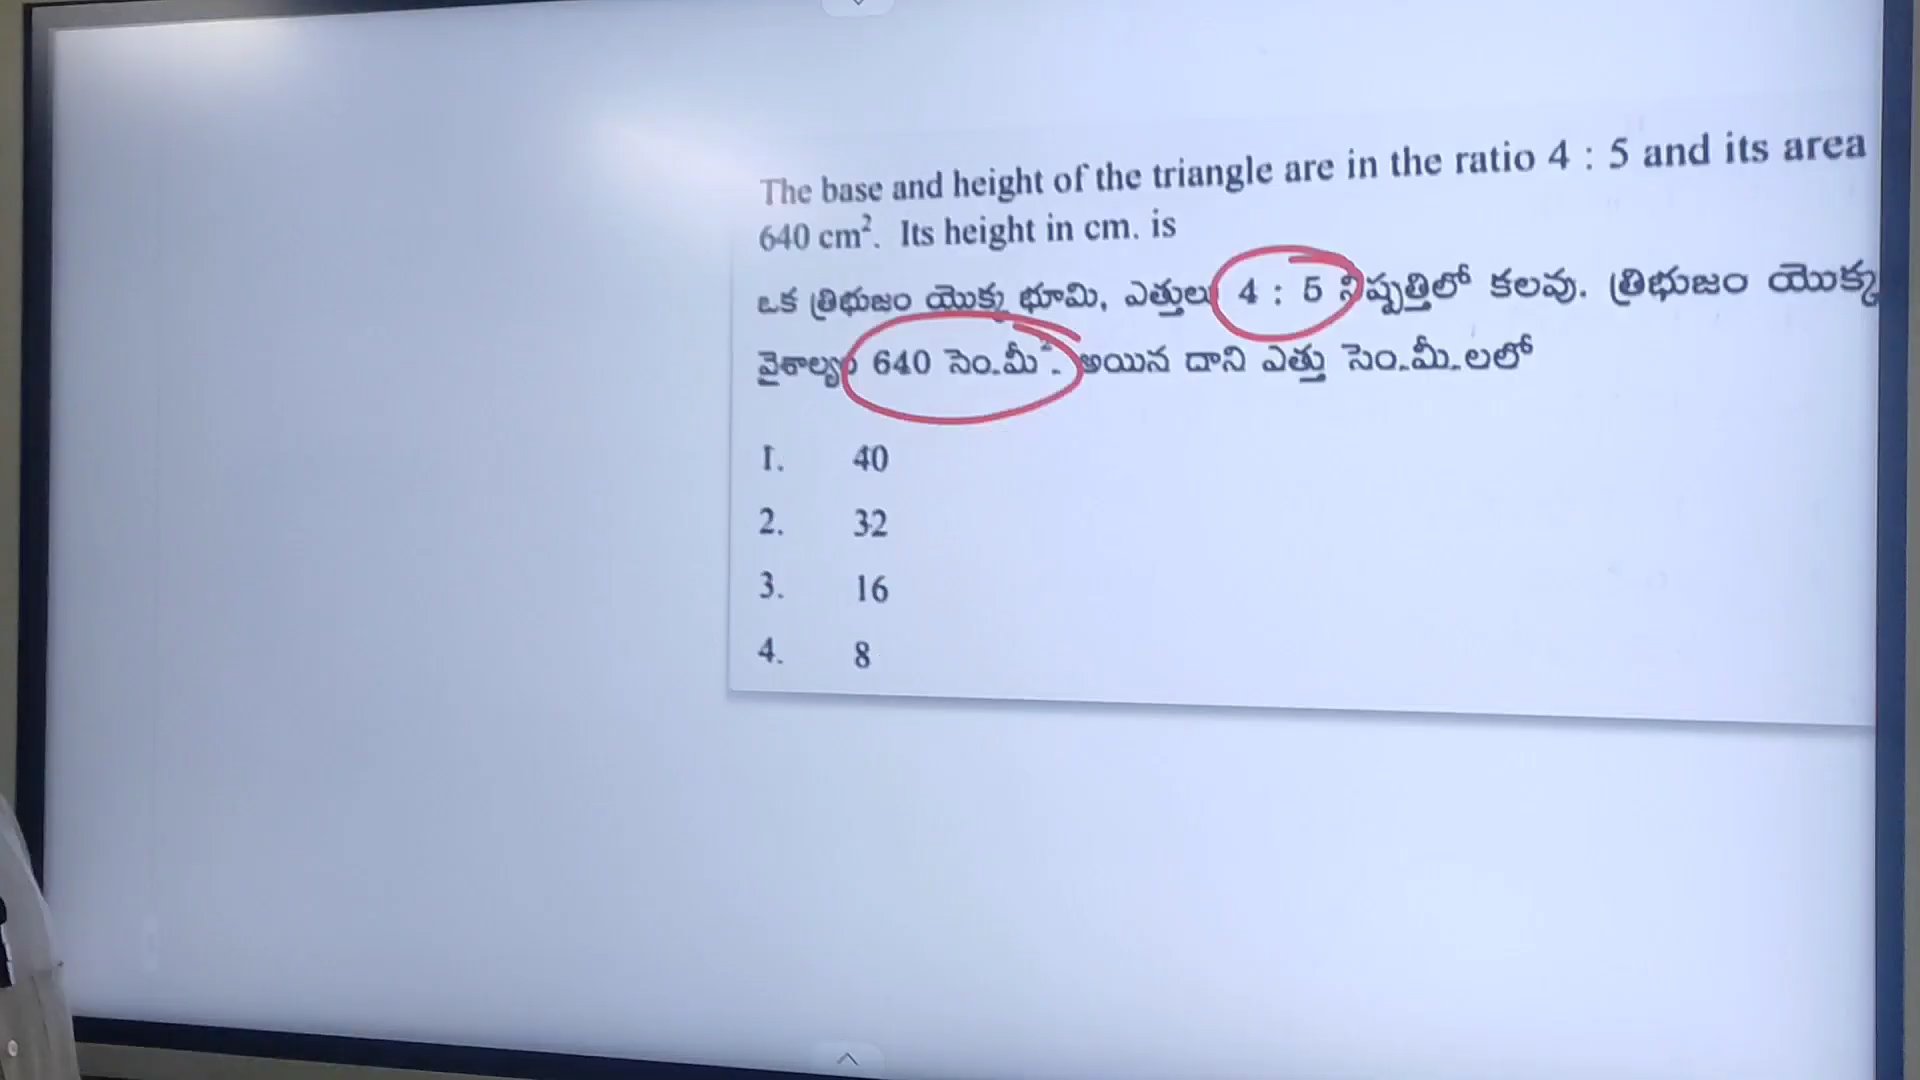 The base and height of the triangle are in the ratio 4 : 5 and its area
640 cm². Its height in cm. is
ఒక త్రిభుజం యొక్క భూమి, ఎత్తులు 4 : 5 నిష్పత్తిలో కలవు. త్రిభుజం యొక్క
వైశాల్యం 640 సెం.మీ². అయిన దాని ఎత్తు సెం.మీ.లలో
1. 40
2. 32
3. 16
4. 8